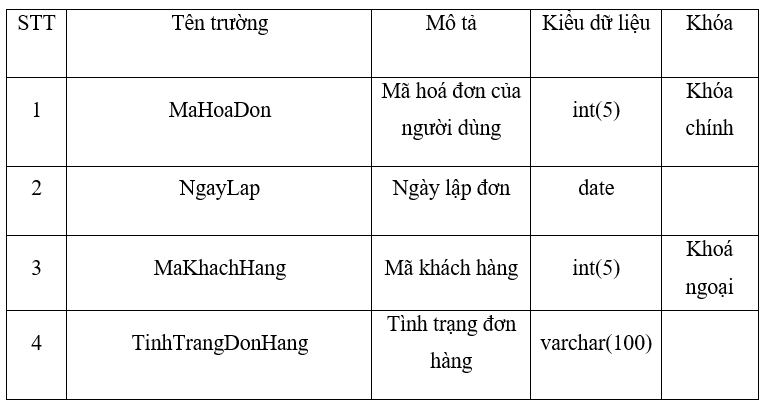 STT Tên trường Mô tả Kiểu dữ liệu Khóa
1 MaHoaDon Mã hoá đơn của người dùng int(5) Khóa chính
2 NgayLap Ngày lập đơn date
3 MaKhachHang Mã khách hàng int(5) Khoá ngoại
4 TinhTrangDonHang Tình trạng đơn hàng varchar(100)